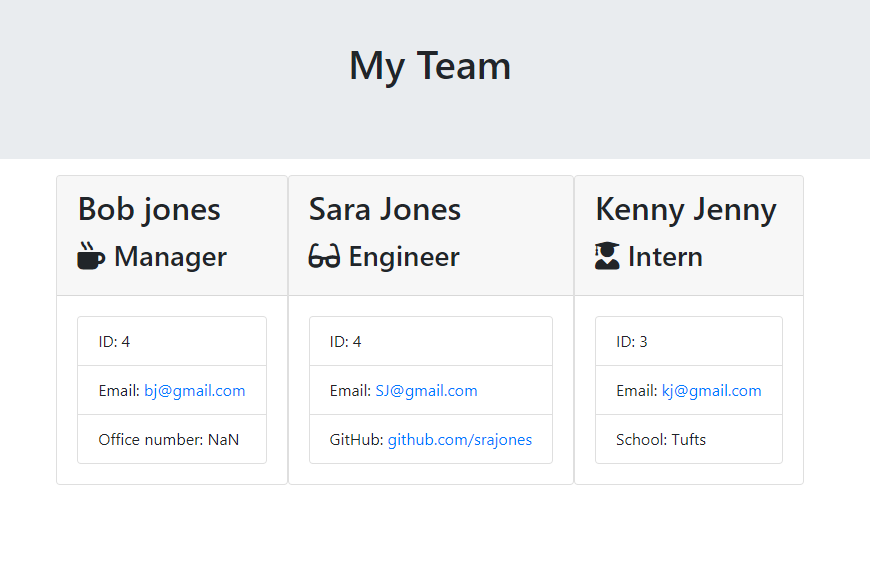 My Team
Bob jones
Manager
ID: 4
Email: bj@gmail.com
Office number: NaN
Sara Jones
Engineer
ID: 4
Email: SJ@gmail.com
GitHub: github.com/srajones
Kenny Jenny
Intern
ID: 3
Email: kj@gmail.com
School: Tufts